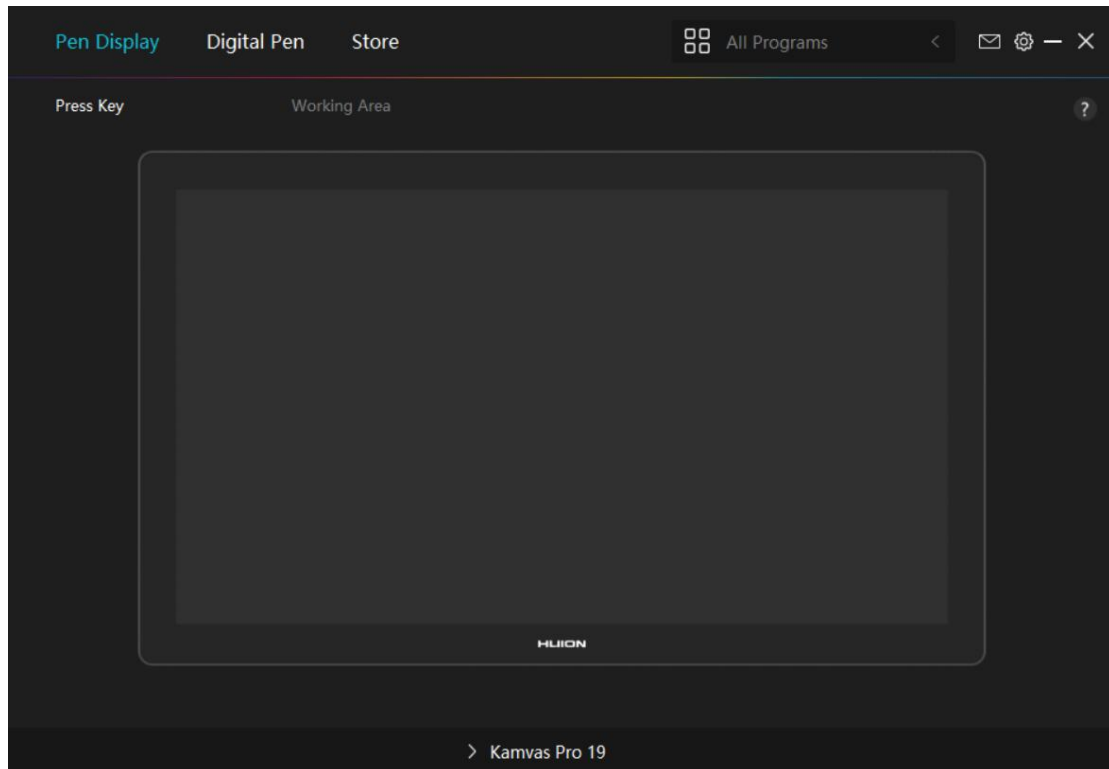 Pen Display Digital Pen Store All Programs
Press Key Working Area ?
HUION
Kamvas Pro 19